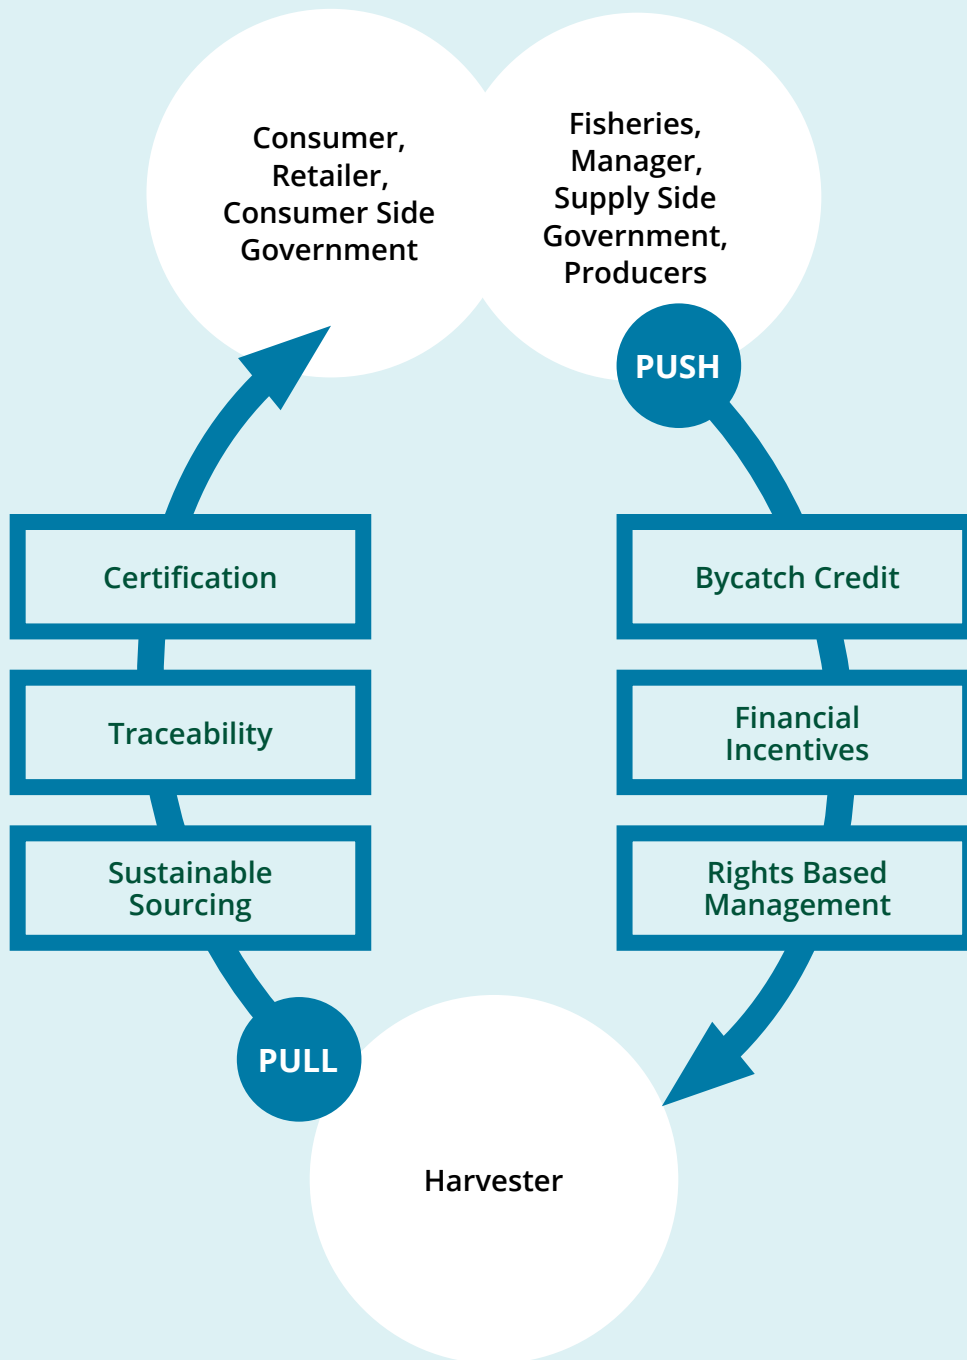 Consumer,
Retailer,
Consumer Side
Government
Fisheries,
Manager,
Supply Side
Government,
Producers
PUSH
Certification
Bycatch Credit
Traceability
Financial
Incentives
Sustainable
Sourcing
Rights Based
Management
PULL
Harvester